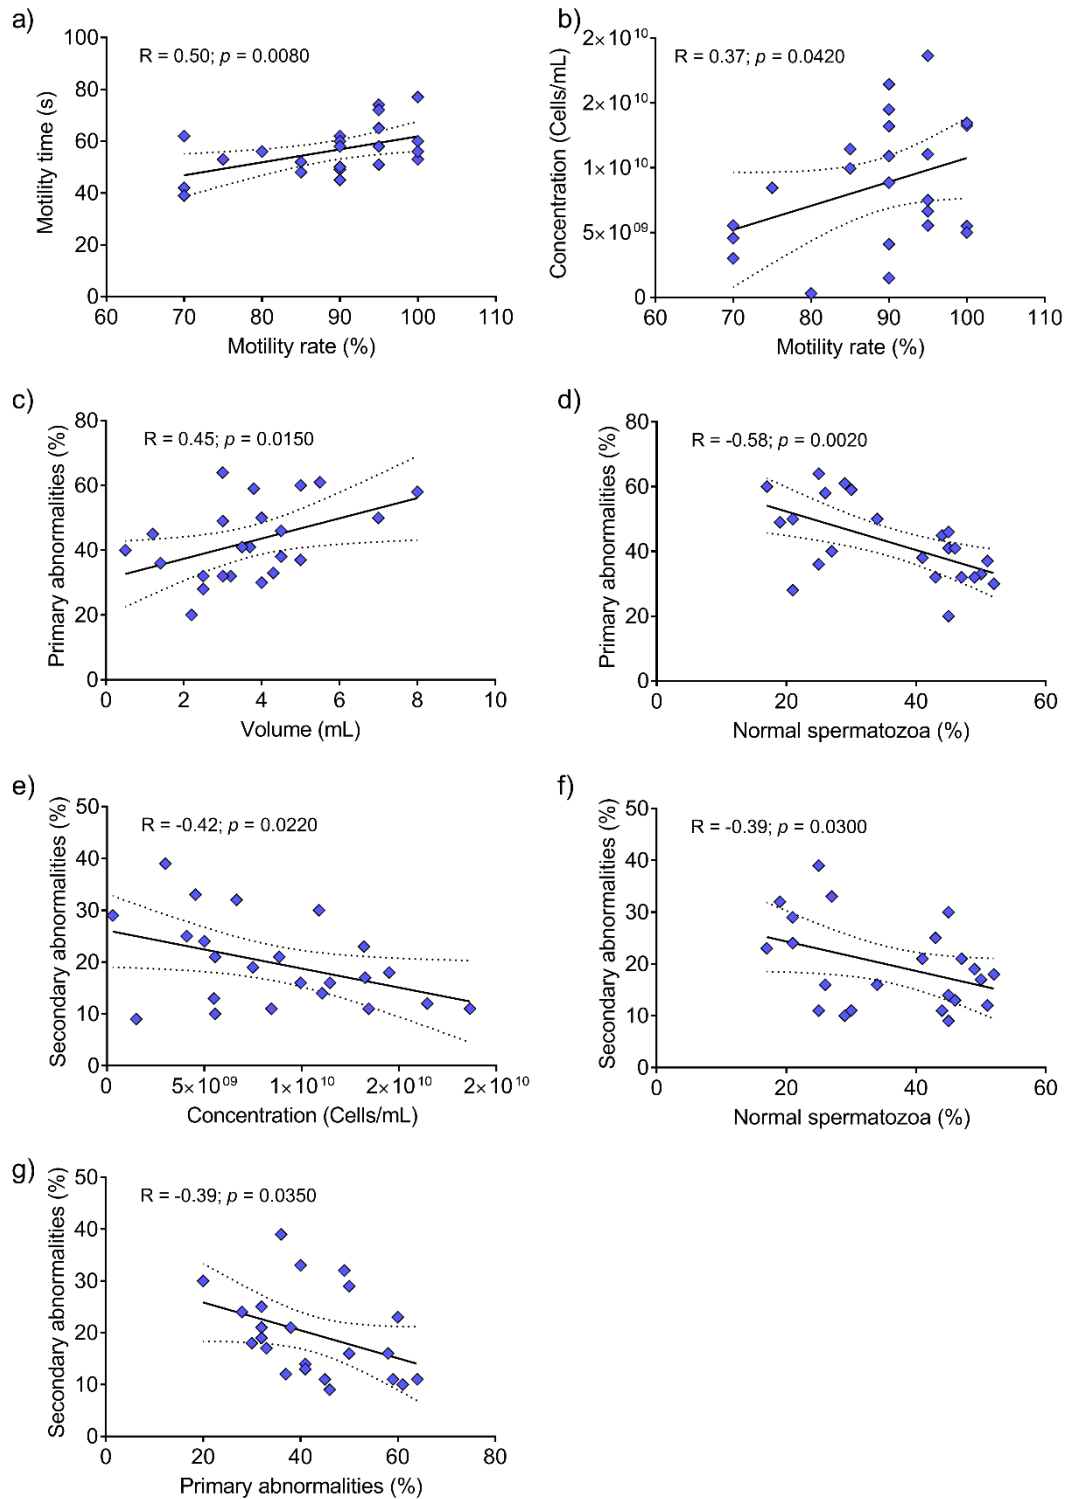 a)
R = 0.50; p = 0.0080
Motility time (s)
100
80
60
40
20
0
60 70 80 90 100 110
Motility rate (%)
b)
R = 0.37; p = 0.0420
Concentration (Cells/mL)
2×10¹⁰
2×10¹⁰
1×10¹⁰
5×10⁰⁹
0
60 70 80 90 100 110
Motility rate (%)
c)
R = 0.45; p = 0.0150
Primary abnormalities (%)
80
60
40
20
0
0 2 4 6 8 10
Volume (mL)
d)
R = -0.58; p = 0.0020
Primary abnormalities (%)
80
60
40
20
0
0 20 40 60
Normal spermatozoa (%)
e)
R = -0.42; p = 0.0220
Secondary abnormalities (%)
50
40
30
20
10
0
0 5×10⁰⁹ 1×10¹⁰ 2×10¹⁰ 2×10¹⁰
Concentration (Cells/mL)
f)
R = -0.39; p = 0.0300
Secondary abnormalities (%)
50
40
30
20
10
0
0 20 40 60
Normal spermatozoa (%)
g)
R = -0.39; p = 0.0350
Secondary abnormalities (%)
50
40
30
20
10
0
0 20 40 60 80
Primary abnormalities (%)